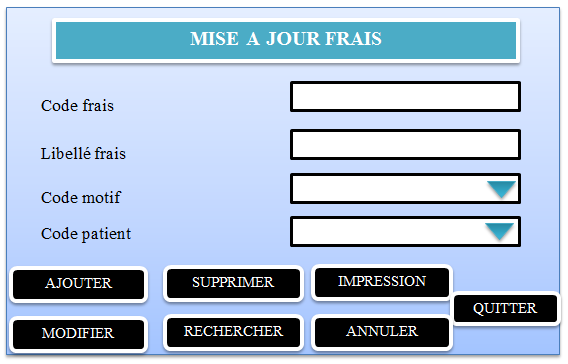 MISE A JOUR FRAIS
Code frais
Libellé frais
Code motif
Code patient
AJOUTER
SUPPRIMER
IMPRESSION
QUITTER
MODIFIER
RECHERCHER
ANNULER